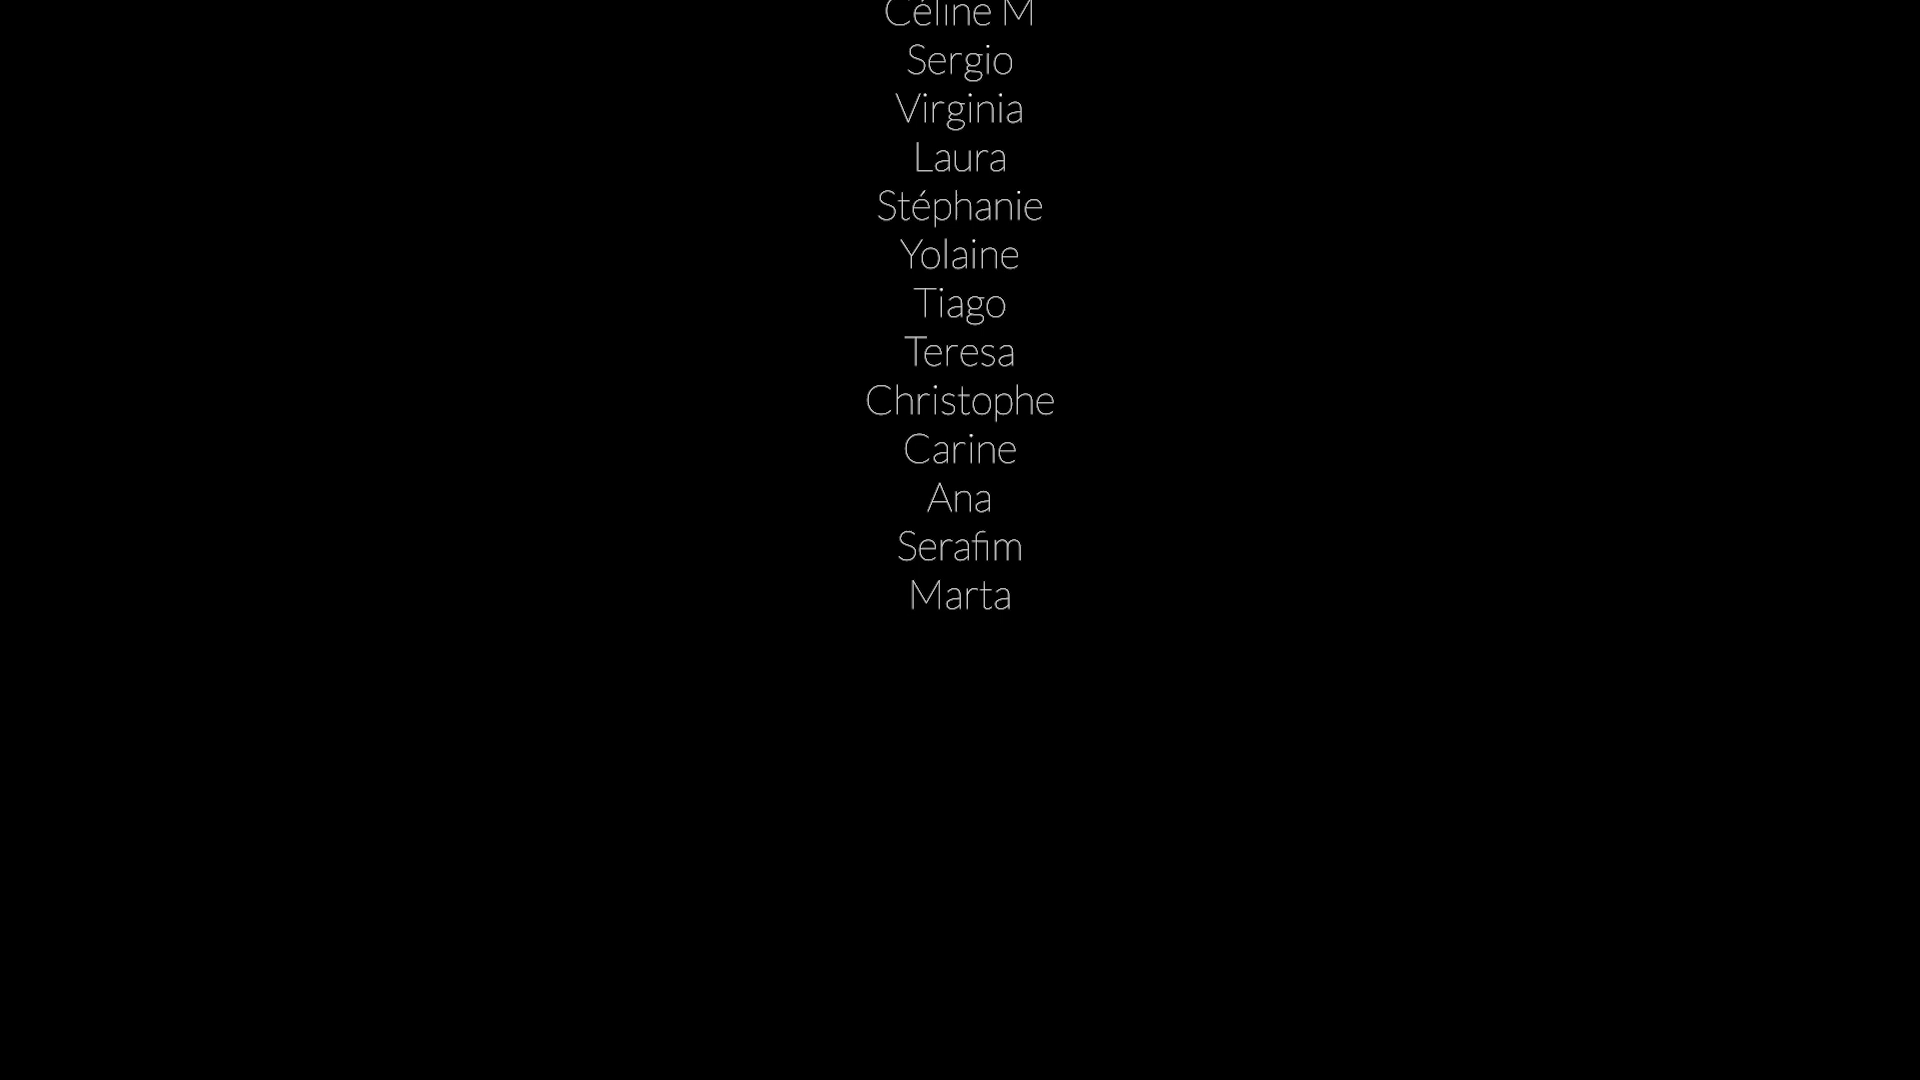 Céline M
Sergio
Virginia
Laura
Stéphanie
Yolaine
Tiago
Teresa
Christophe
Carine
Ana
Serafim
Marta